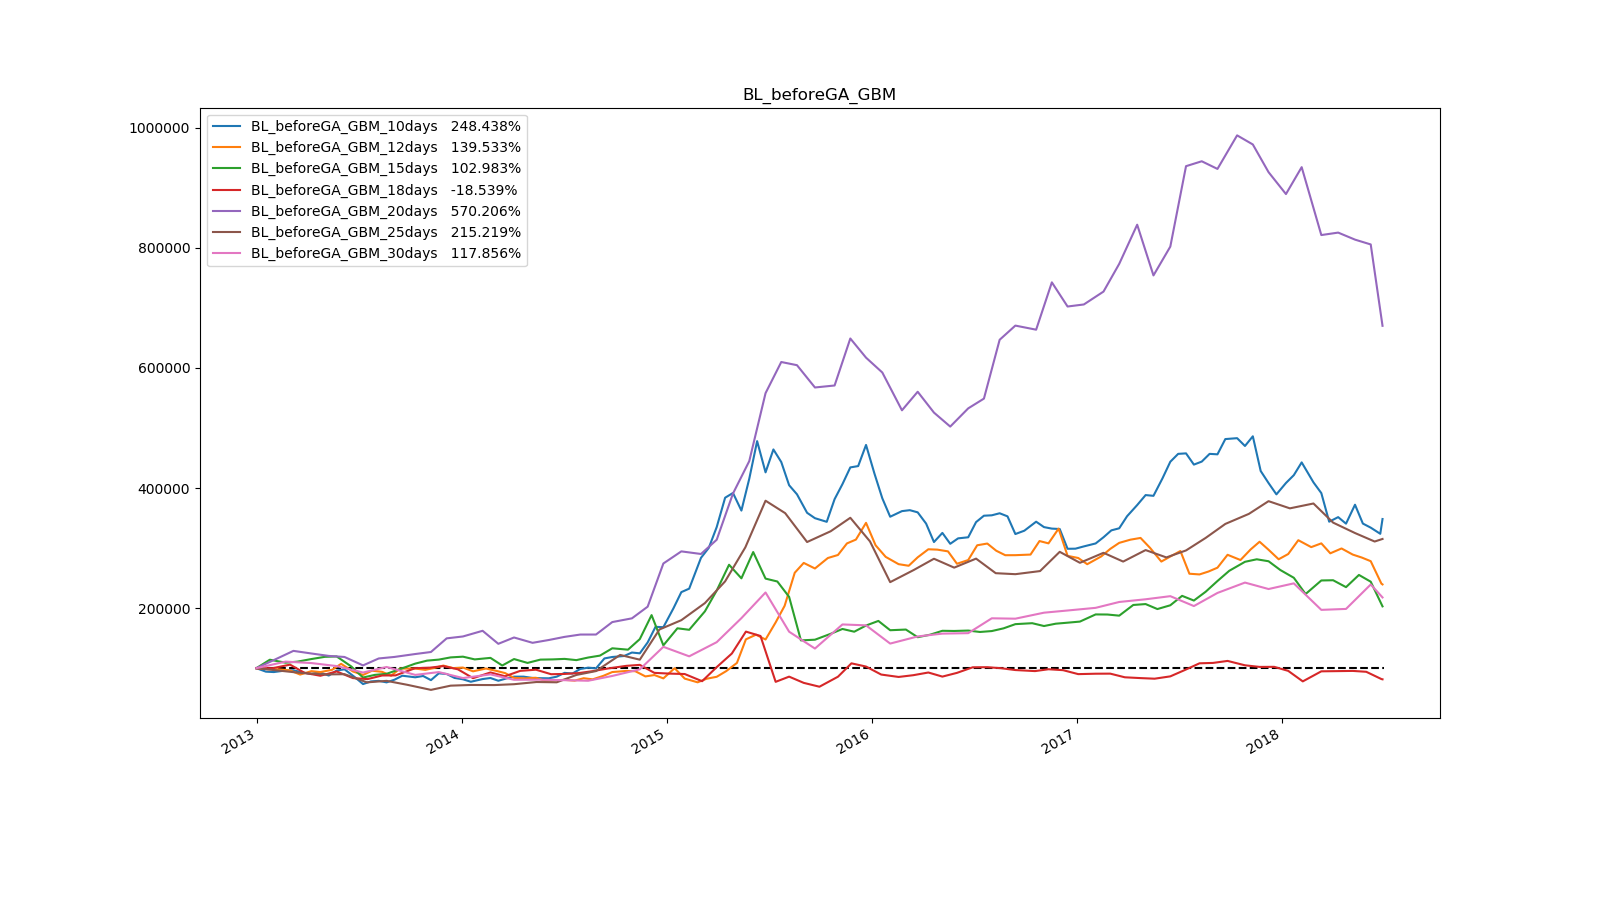 BL_beforeGA_GBM
1000000
800000
600000
400000
200000
BL_beforeGA_GBM_10days 248.438%
BL_beforeGA_GBM_12days 139.533%
BL_beforeGA_GBM_15days 102.983%
BL_beforeGA_GBM_18days -18.539%
BL_beforeGA_GBM_20days 570.206%
BL_beforeGA_GBM_25days 215.219%
BL_beforeGA_GBM_30days 117.856%
2013
2014
2015
2016
2017
2018